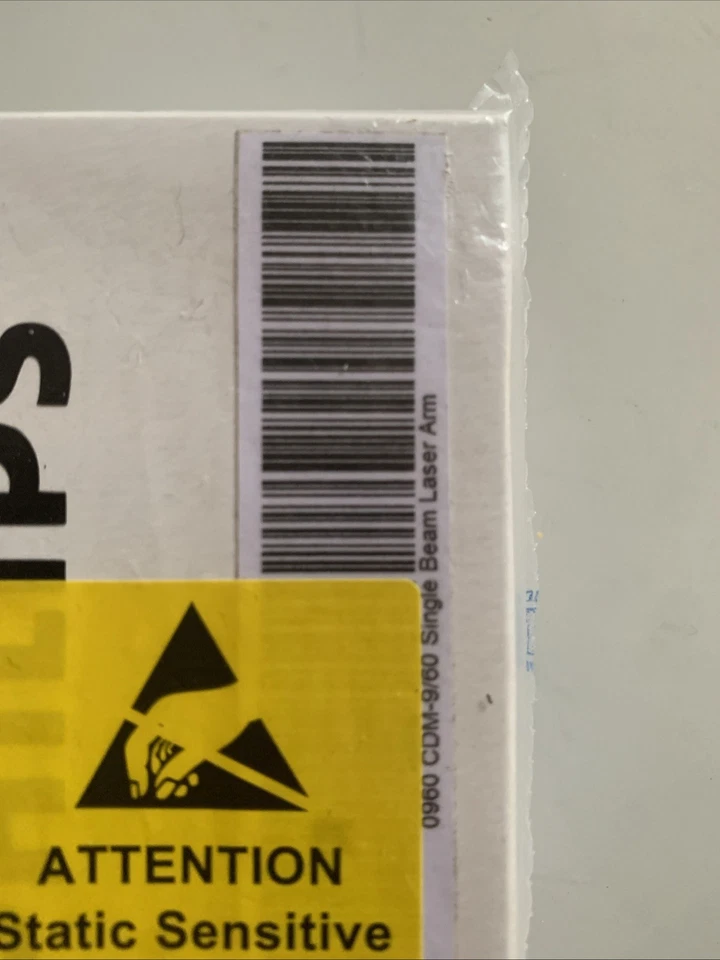 0960 CDM-9/60 Single Beam Laser Arm
ATTENTION
Static Sensitive